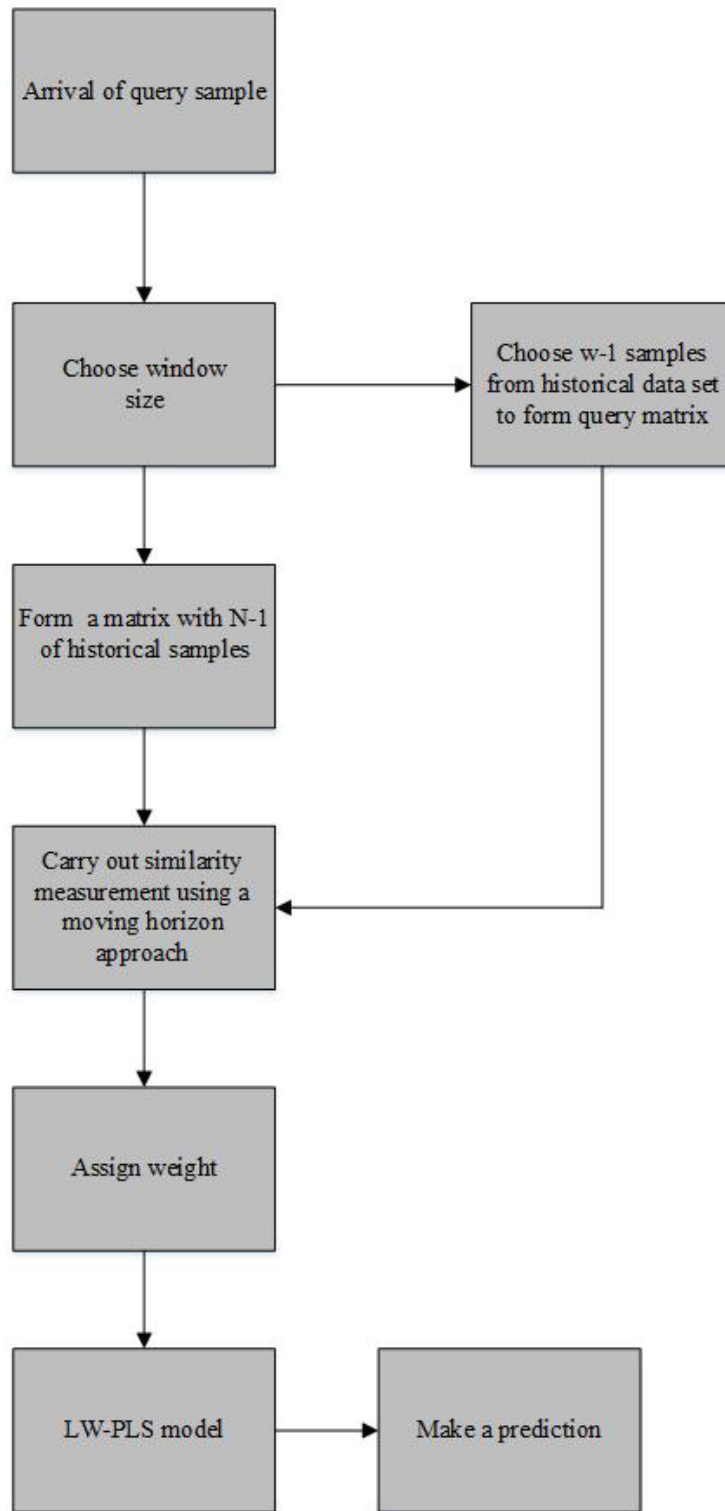 Arrival of query sample
Choose window
size
Choose w-1 samples
from historical data set
to form query matrix
Form a matrix with N-1
of historical samples
Carry out similarity
measurement using a
moving horizon
approach
Assign weight
LW-PLS model
Make a prediction